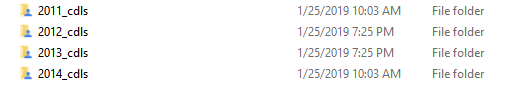 2011_cdls 1/25/2019 10:03 AM File folder
2012_cdls 1/25/2019 7:25 PM File folder
2013_cdls 1/25/2019 7:25 PM File folder
2014_cdls 1/25/2019 10:03 AM File folder